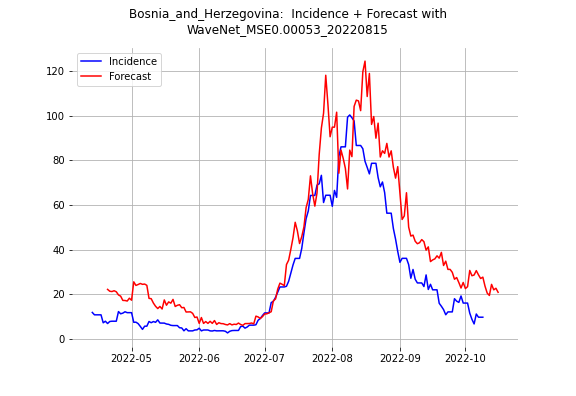 Bosnia_and_Herzegovina:  Incidence + Forecast with
WaveNet_MSE0.00053_20220815
Incidence
Forecast
120
100
80
60
40
20
0
2022-05 2022-06 2022-07 2022-08 2022-09 2022-10